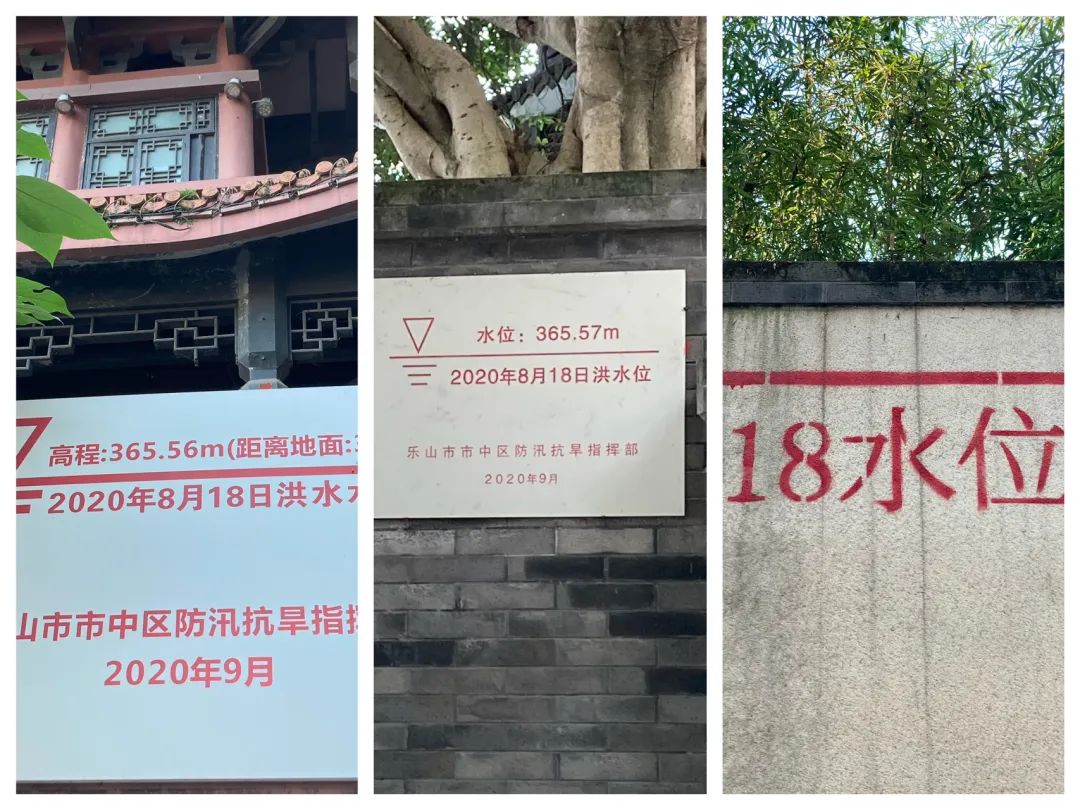 高程:365.56m(距离地面:
2020年8月18日洪水
山市市中区防汛抗旱指挥
2020年9月
水位：365.57m
2020年8月18日洪水位
乐山市市中区防汛抗旱指挥部
2020年9月
18水位